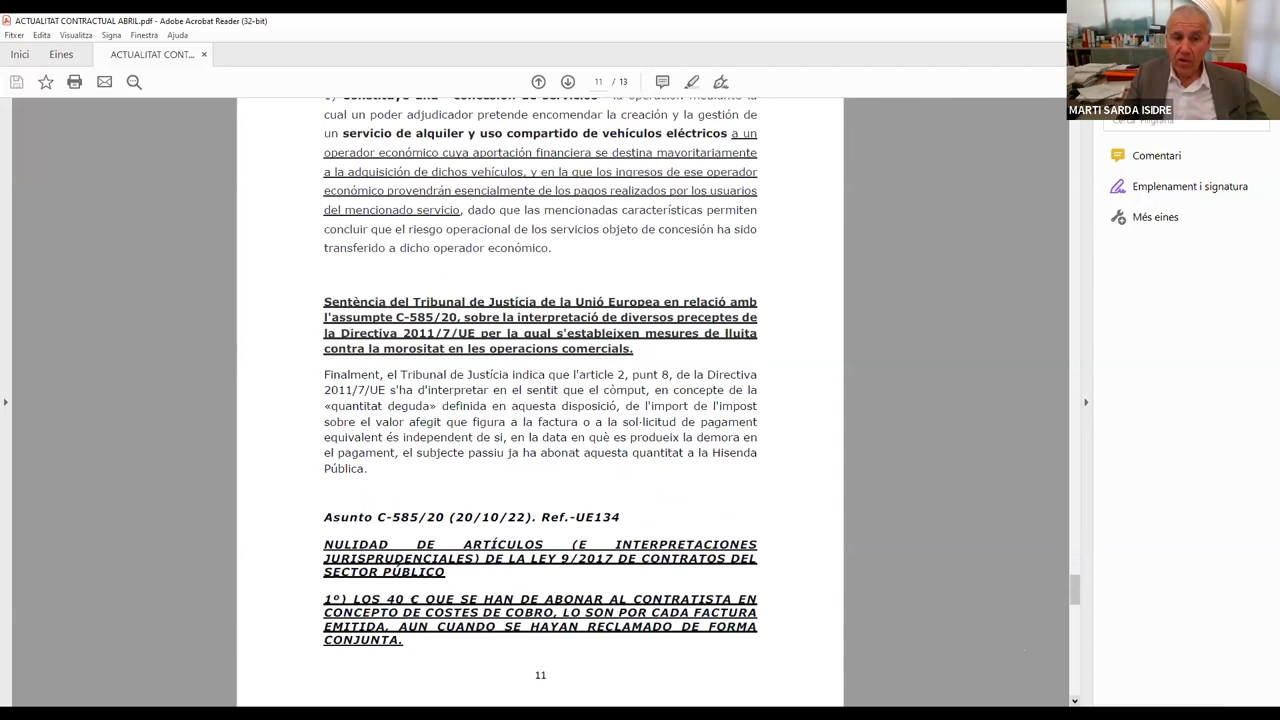 ACTUALITAT CONTRACTUAL ABRIL.pdf - Adobe Acrobat Reader (32-bit)
Fitxer Edita Visualitza Signa Finestra Ajuda
Inici Eines ACTUALITAT CONT... ×
11 / 13
MARTI SARDA ISIDRE
Comentari
Emplenament i signatura
Més eines
1) Constituye una "concesión de servicios" la operación mediante la
cual un poder adjudicador pretende encomendar la creación y la gestión de
un servicio de alquiler y uso compartido de vehículos eléctricos a un
operador económico cuya aportación financiera se destina mayoritariamente
a la adquisición de dichos vehículos, y en la que los ingresos de ese operador
económico provendrán esencialmente de los pagos realizados por los usuarios
del mencionado servicio, dado que las mencionadas características permiten
concluir que el riesgo operacional de los servicios objeto de concesión ha sido
transferido a dicho operador económico.
Sentència del Tribunal de Justícia de la Unió Europea en relació amb
l'assumpte C-585/20, sobre la interpretació de diversos preceptes de
la Directiva 2011/7/UE per la qual s'estableixen mesures de lluita
contra la morositat en les operacions comercials.
Finalment, el Tribunal de Justícia indica que l'article 2, punt 8, de la Directiva
2011/7/UE s'ha d'interpretar en el sentit que el còmput, en concepte de la
«quantitat deguda» definida en aquesta disposició, de l'import de l'impost
sobre el valor afegit que figura a la factura o a la sol·licitud de pagament
equivalent és independent de si, en la data en què es produeix la demora en
el pagament, el subjecte passiu ja ha abonat aquesta quantitat a la Hisenda
Pública.
Asunto C-585/20 (20/10/22). Ref.-UE134
NULIDAD DE ARTÍCULOS (E INTERPRETACIONES
JURISPRUDENCIALES) DE LA LEY 9/2017 DE CONTRATOS DEL
SECTOR PÚBLICO
1º) LOS 40 € QUE SE HAN DE ABONAR AL CONTRATISTA EN
CONCEPTO DE COSTES DE COBRO, LO SON POR CADA FACTURA
EMITIDA, AUN CUANDO SE HAYAN RECLAMADO DE FORMA
CONJUNTA.
11